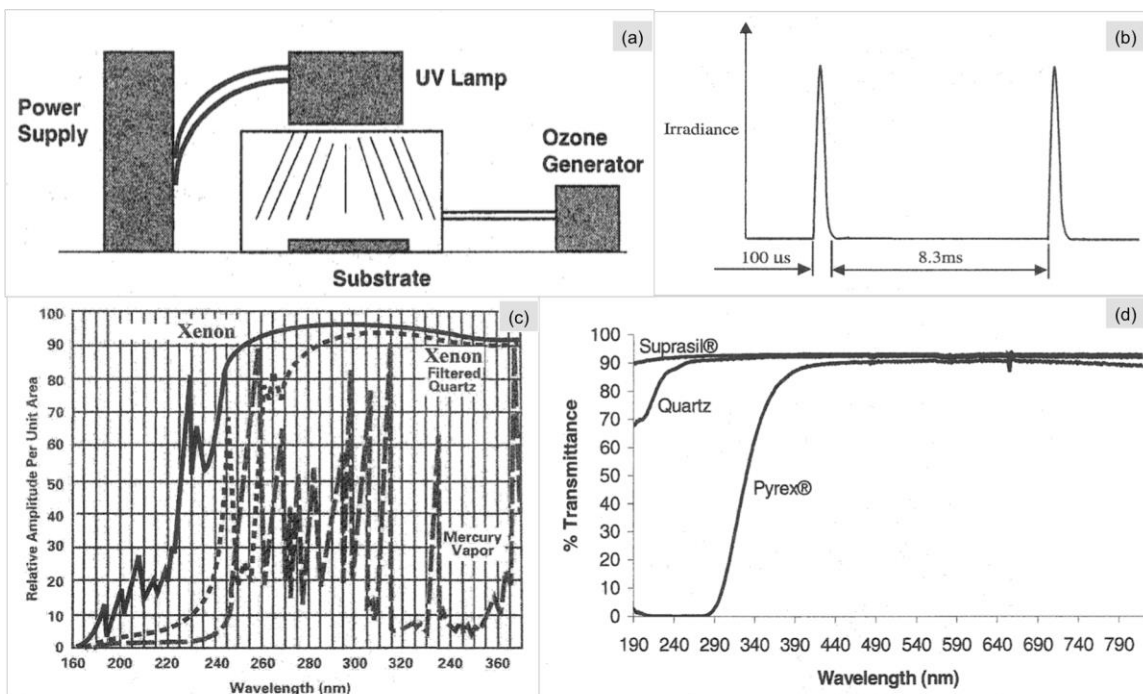 (a)
Power
Supply
UV Lamp
Ozone
Generator
Substrate
(b)
Irradiance
100 us
8.3ms
(c)
Relative Amplitude Per Unit Area
100
90
80
70
60
50
40
30
20
10
0
Xenon
Xenon
Filtered
Quartz
Mercury
Vapor
160
200
220
240
260
280
300
320
340
360
Wavelength (nm)
(d)
% Transmittance
100
90
80
70
60
50
40
30
20
10
0
Suprasil®
Quartz
Pyrex®
190
240
290
340
390
440
490
540
590
640
690
740
790
Wavelength (nm)